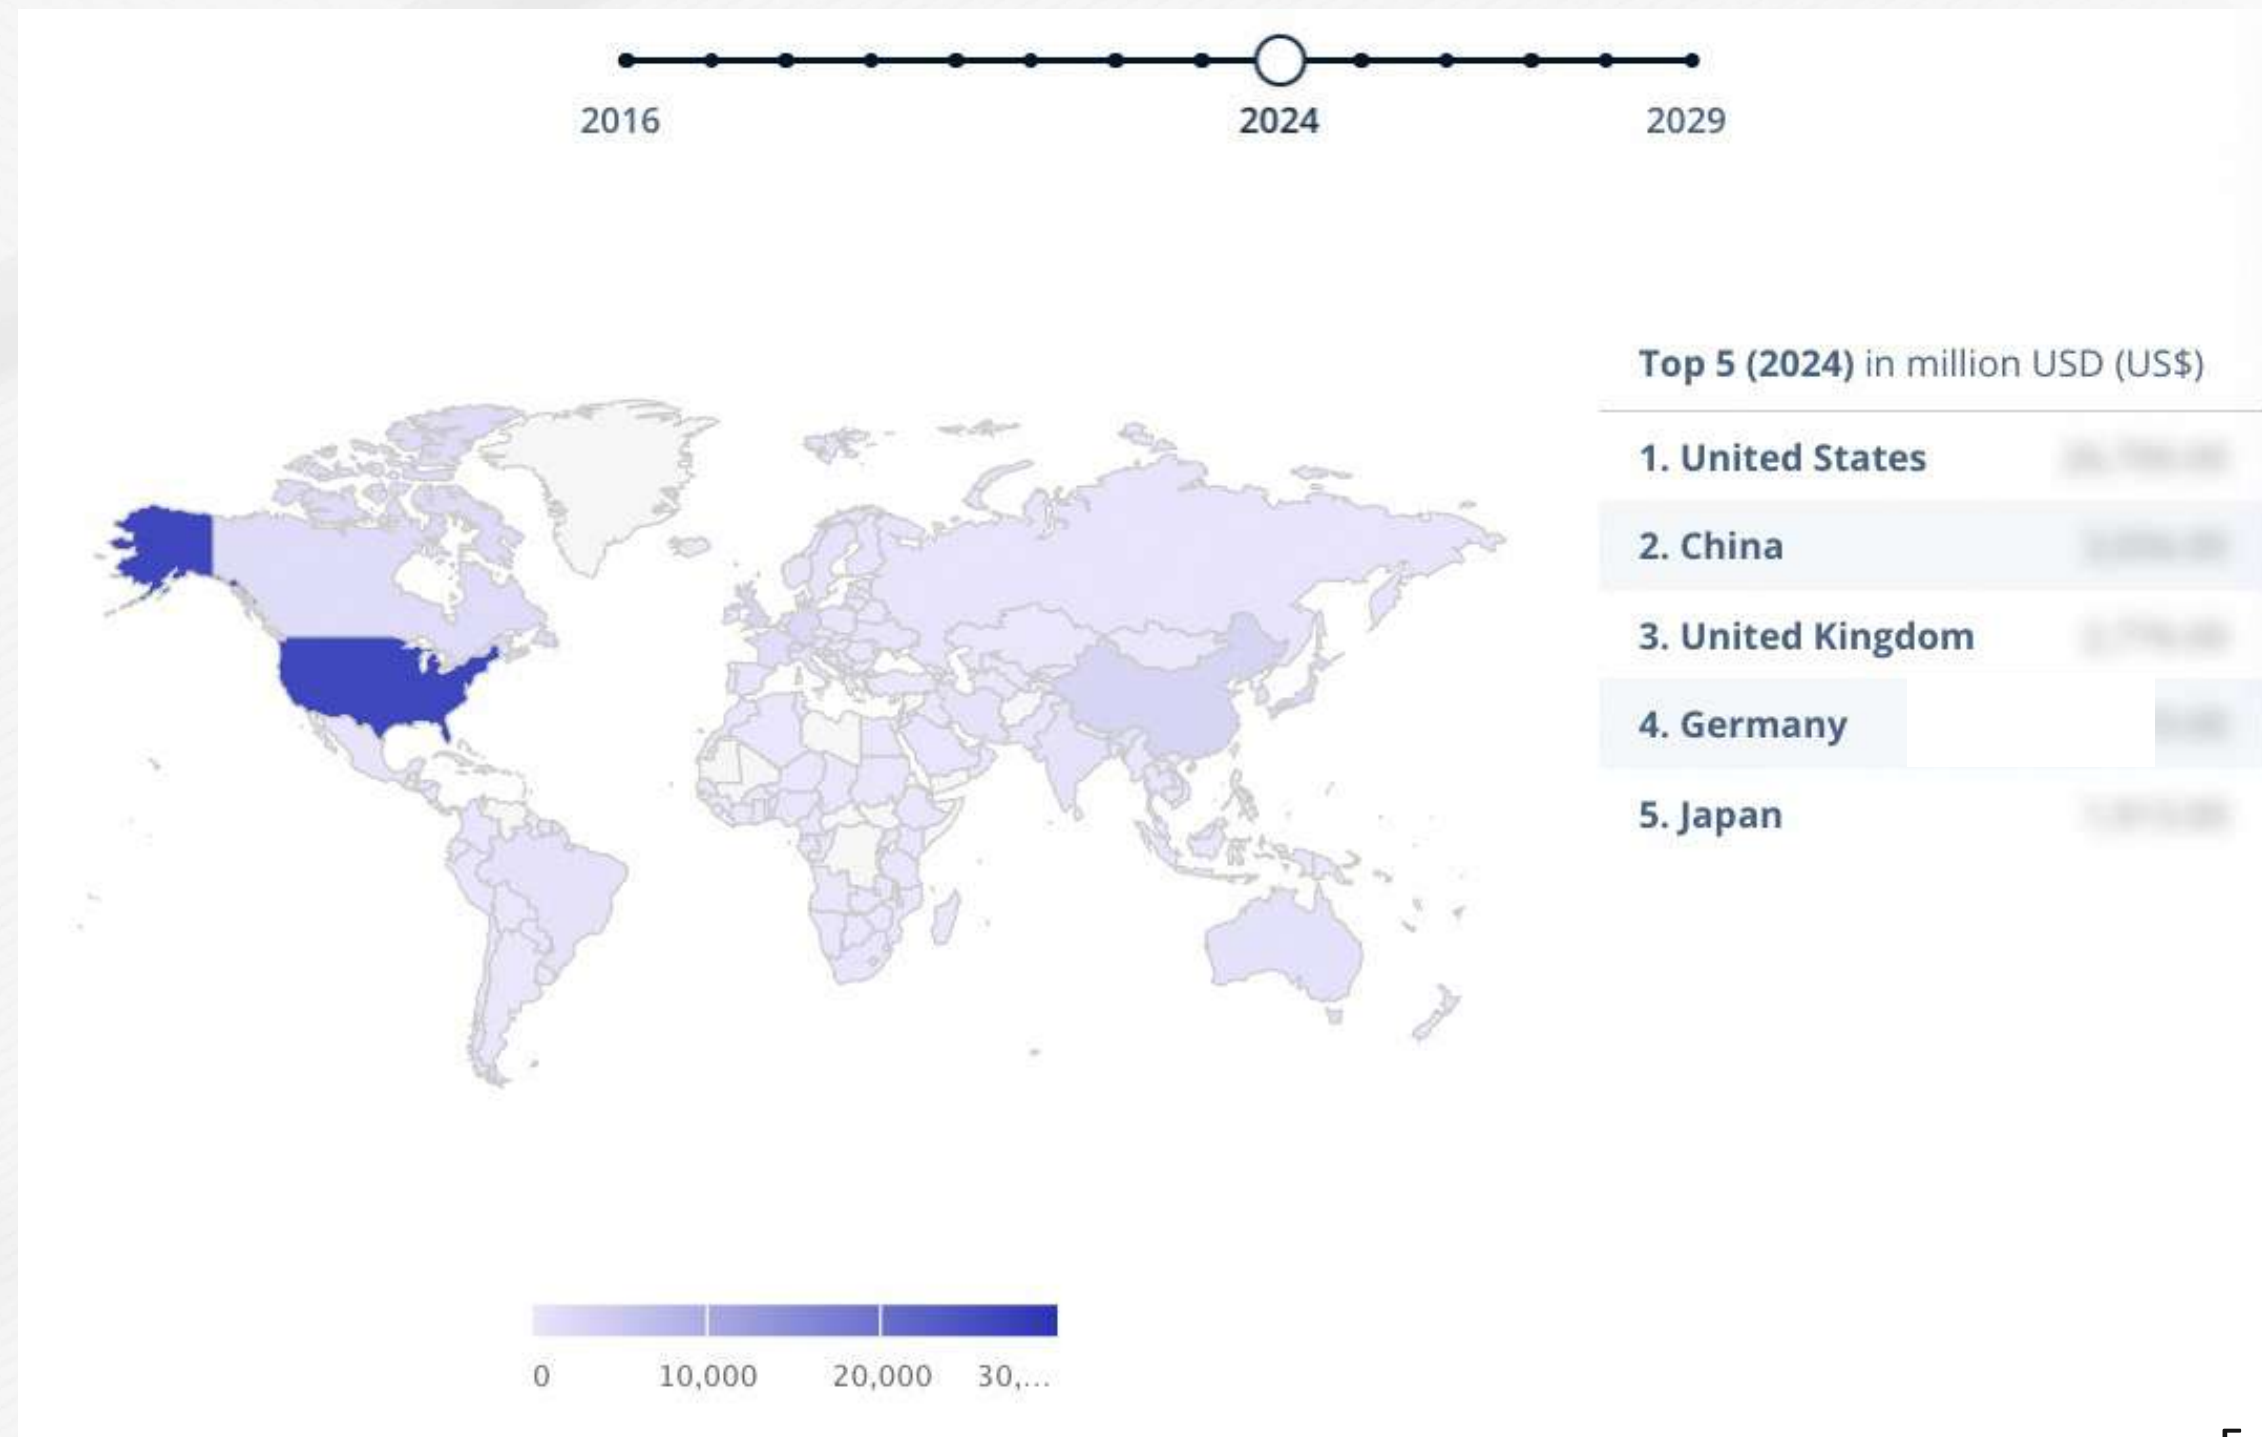 2016
2024
2029
Top 5 (2024) in million USD (US$)
1. United States
2. China
3. United Kingdom
4. Germany
5. Japan
0
10,000
20,000
30,...